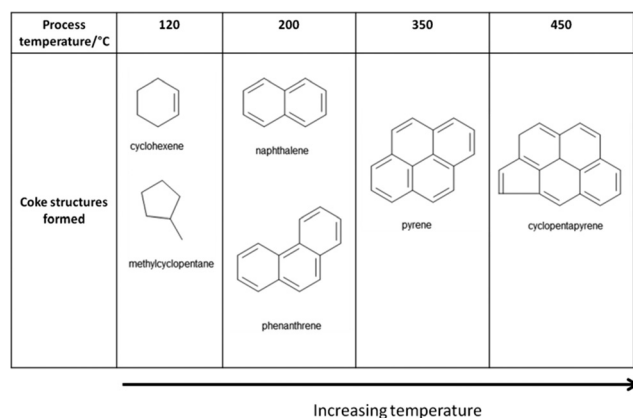 Process
temperature/°C
120
200
350
450
Coke structures
formed
cyclohexene
methylcyclopentane
naphthalene
phenanthrene
pyrene
cyclopentapyrene
Increasing temperature